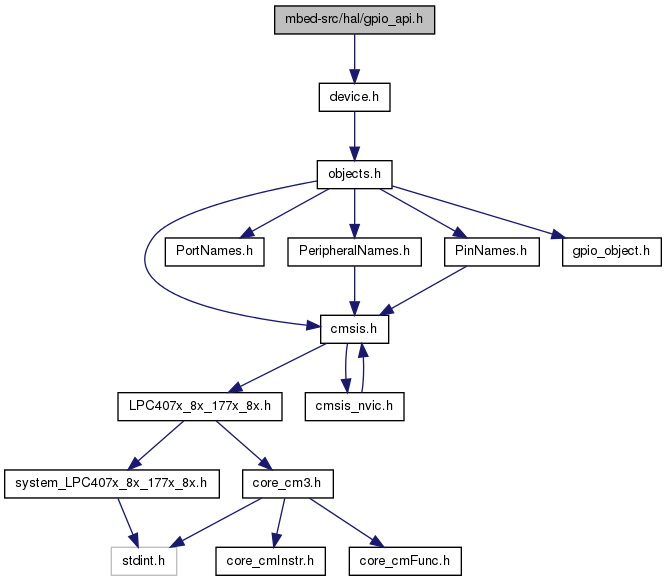 mbed-src/hal/gpio_api.h
device.h
objects.h
PortNames.h
PeripheralNames.h
PinNames.h
gpio_object.h
cmsis.h
LPC407x_8x_177x_8x.h
cmsis_nvic.h
system_LPC407x_8x_177x_8x.h
core_cm3.h
stdint.h
core_cmInstr.h
core_cmFunc.h